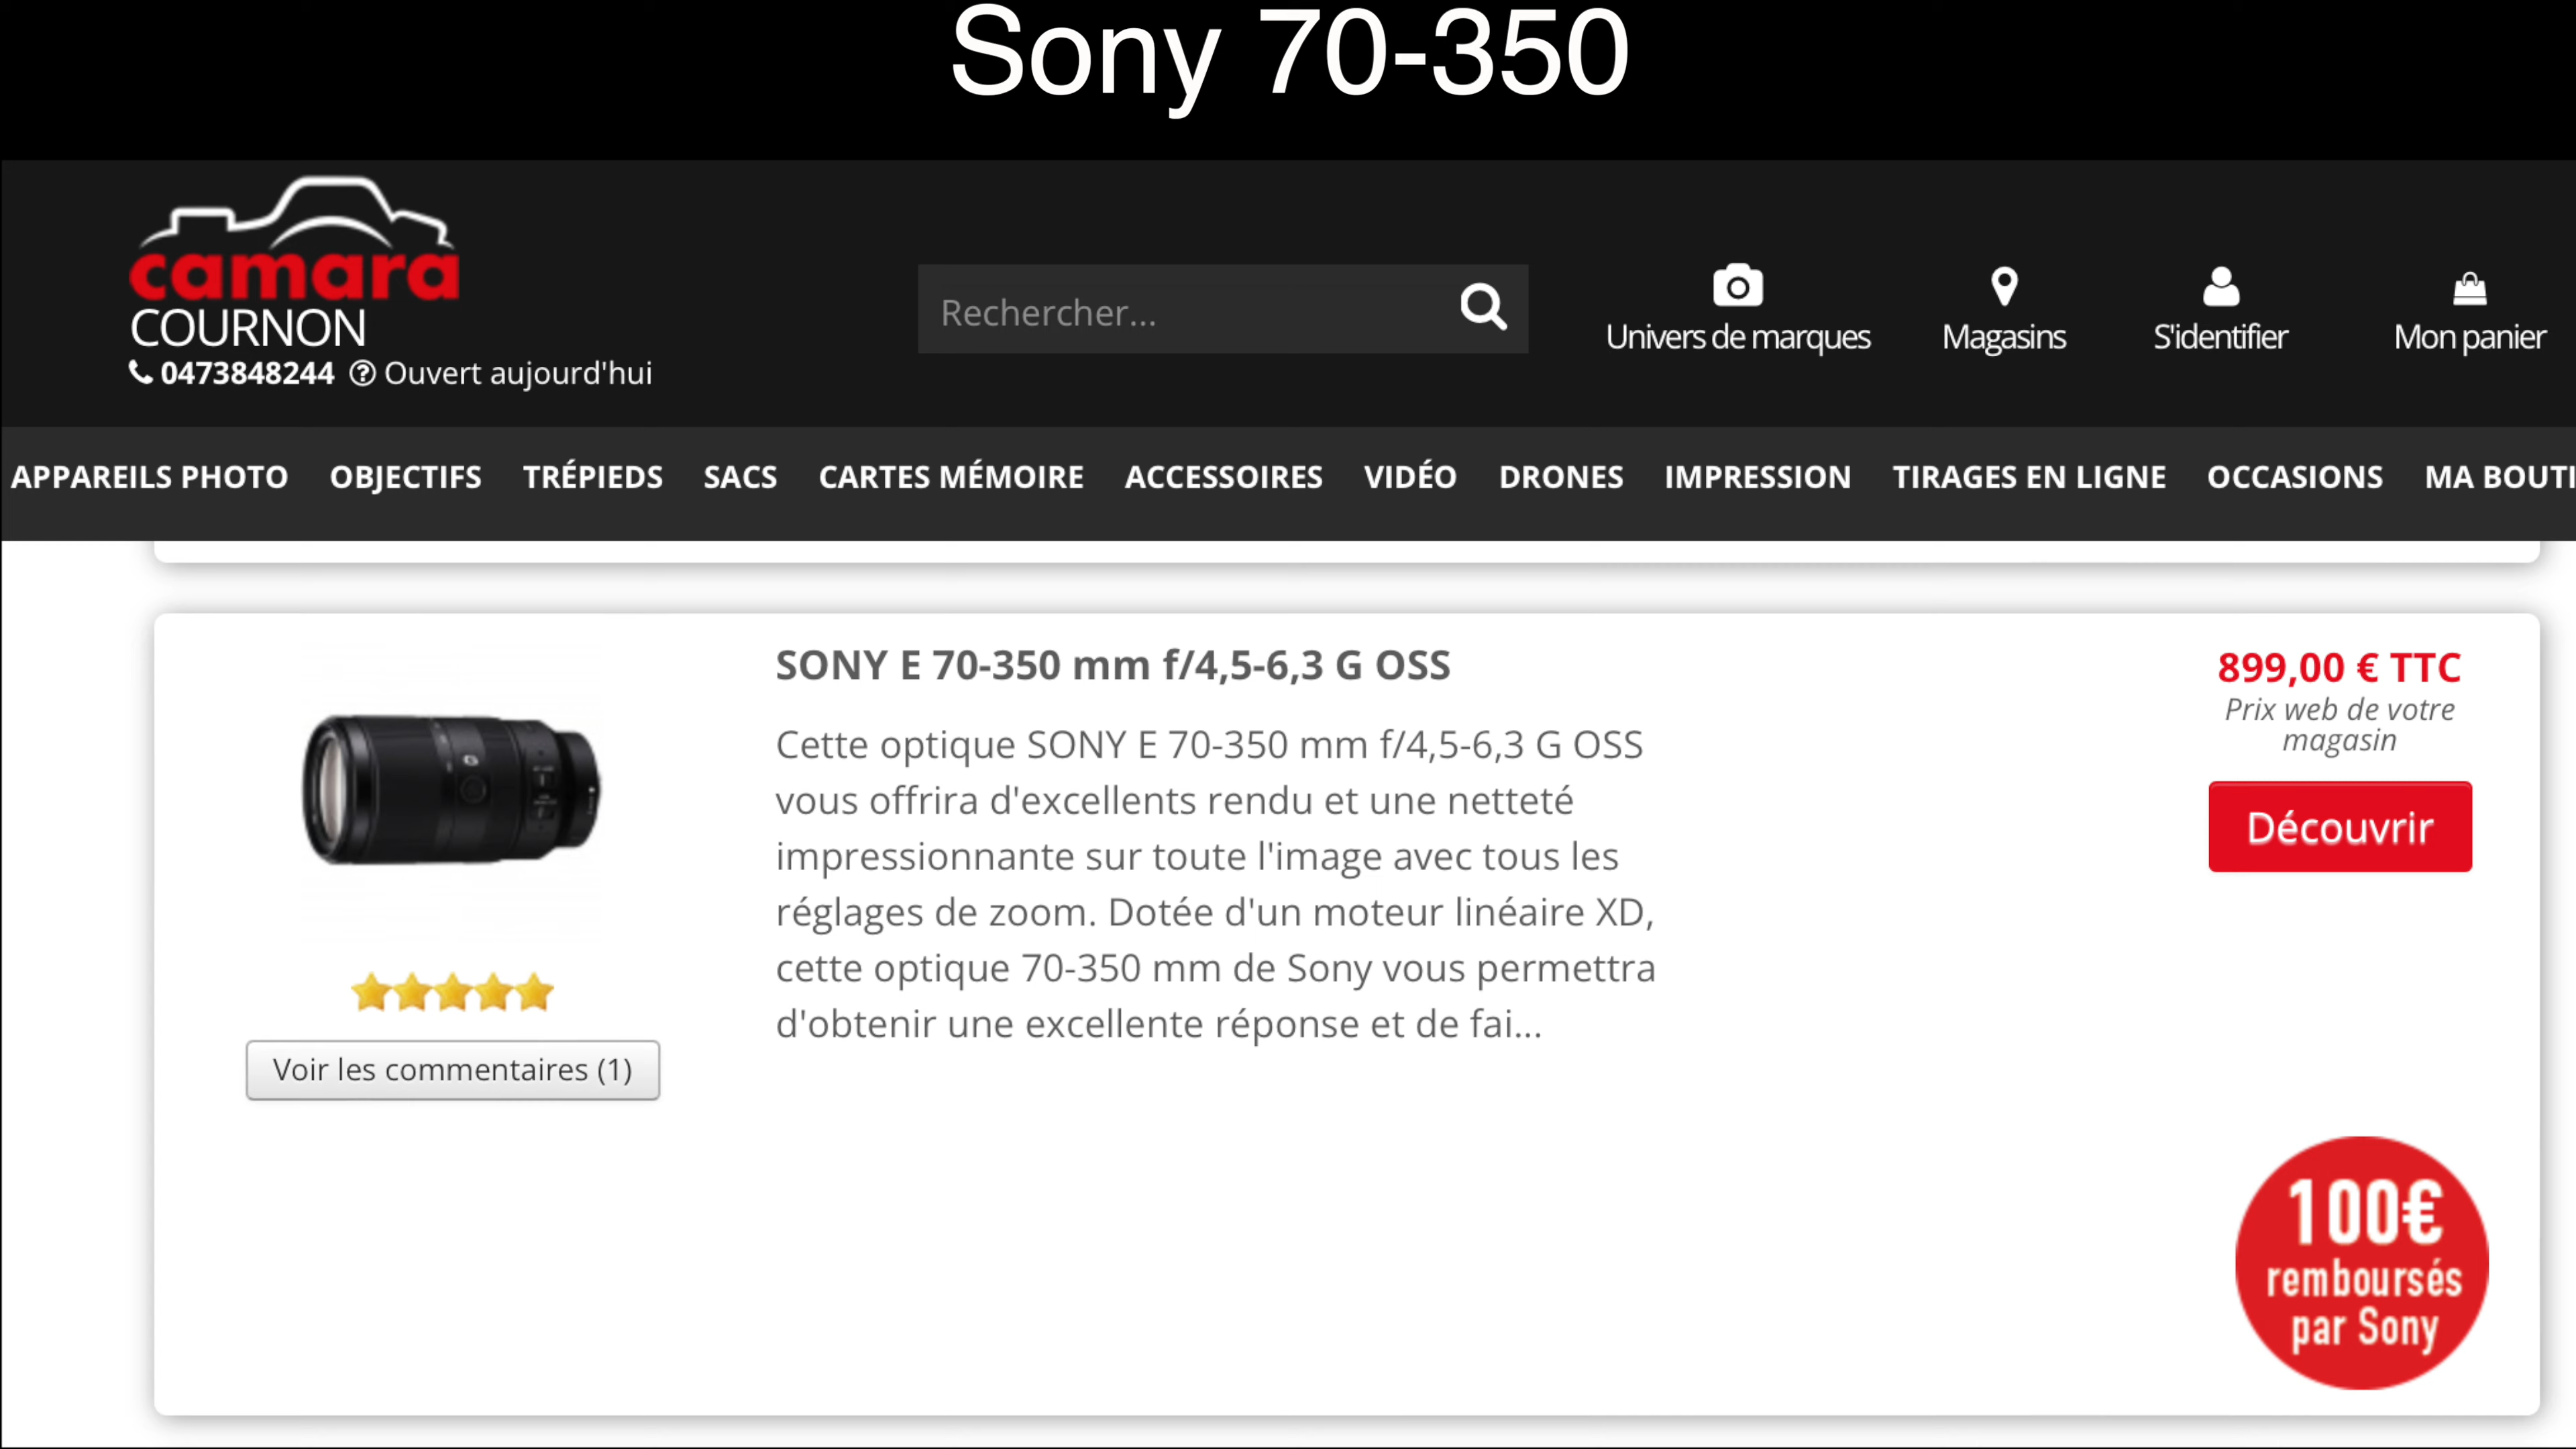 Sony 70-350
camara
COURNON
0473848244 Ouvert aujourd'hui
Rechercher...
Univers de marques
Magasins
S'identifier
Mon panier
APPAREILS PHOTO OBJECTIFS TRÉPIEDS SACS CARTES MÉMOIRE ACCESSOIRES VIDÉO DRONES IMPRESSION TIRAGES EN LIGNE OCCASIONS MA BOUTI
SONY E 70-350 mm f/4,5-6,3 G OSS
Cette optique SONY E 70-350 mm f/4,5-6,3 G OSS
vous offrira d'excellents rendu et une netteté
impressionnante sur toute l'image avec tous les
réglages de zoom. Dotée d'un moteur linéaire XD,
cette optique 70-350 mm de Sony vous permettra
d'obtenir une excellente réponse et de fai...
Voir les commentaires (1)
899,00 € TTC
Prix web de votre
magasin
Découvrir
100€
remboursés
par Sony